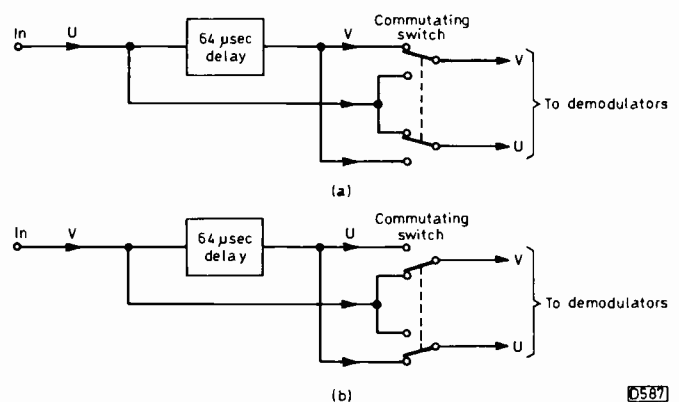 In
U
64 µsec
delay
V
Commutating
switch
V
To demodulators
U
(a)
In
V
64 µsec
delay
U
Commutating
switch
V
To demodulators
U
(b)
D587